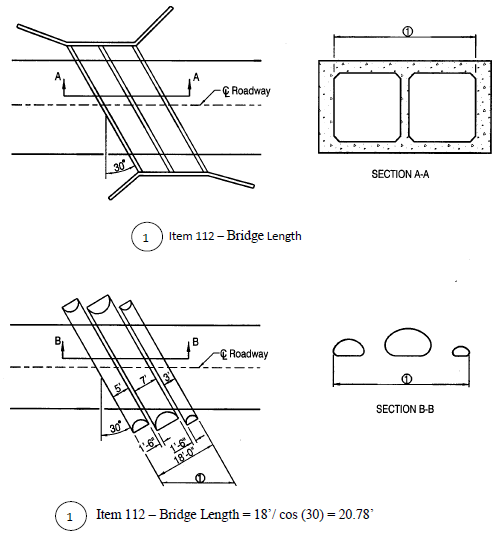 ①
A
A
℄ Roadway
30°
SECTION A-A
1 Item 112 – Bridge Length
B
B
℄ Roadway
5'
7'
3'
30°
1'-6"
1'-6"
18'-0"
①
①
SECTION B-B
1 Item 112 – Bridge Length = 18’/ cos (30) = 20.78’